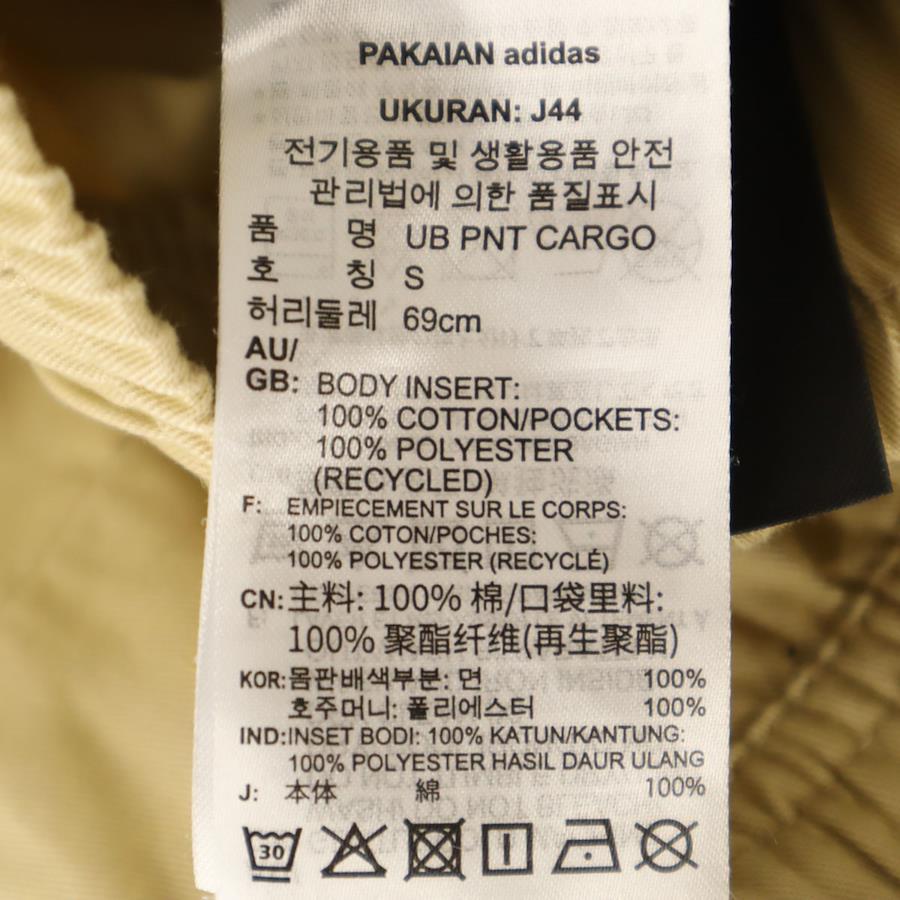 PAKAIAN adidas
UKURAN: J44
전기용품 및 생활용품 안전
관리법에 의한 품질표시
품 명 UB PNT CARGO
호 칭 S
허리둘레 69cm
AU/
GB: BODY INSERT:
100% COTTON/POCKETS:
100% POLYESTER
(RECYCLED)
F: EMPIECEMENT SUR LE CORPS:
100% COTON/POCHES:
100% POLYESTER (RECYCLÉ)
CN:主料: 100% 棉/口袋里料:
100% 聚酯纤维(再生聚酯)
KOR:몸판배색부분: 면 100%
호주머니: 폴리에스터 100%
IND:INSET BODI: 100% KATUN/KANTUNG:
100% POLYESTER HASIL DAUR ULANG
J: 本体 綿 100%
30